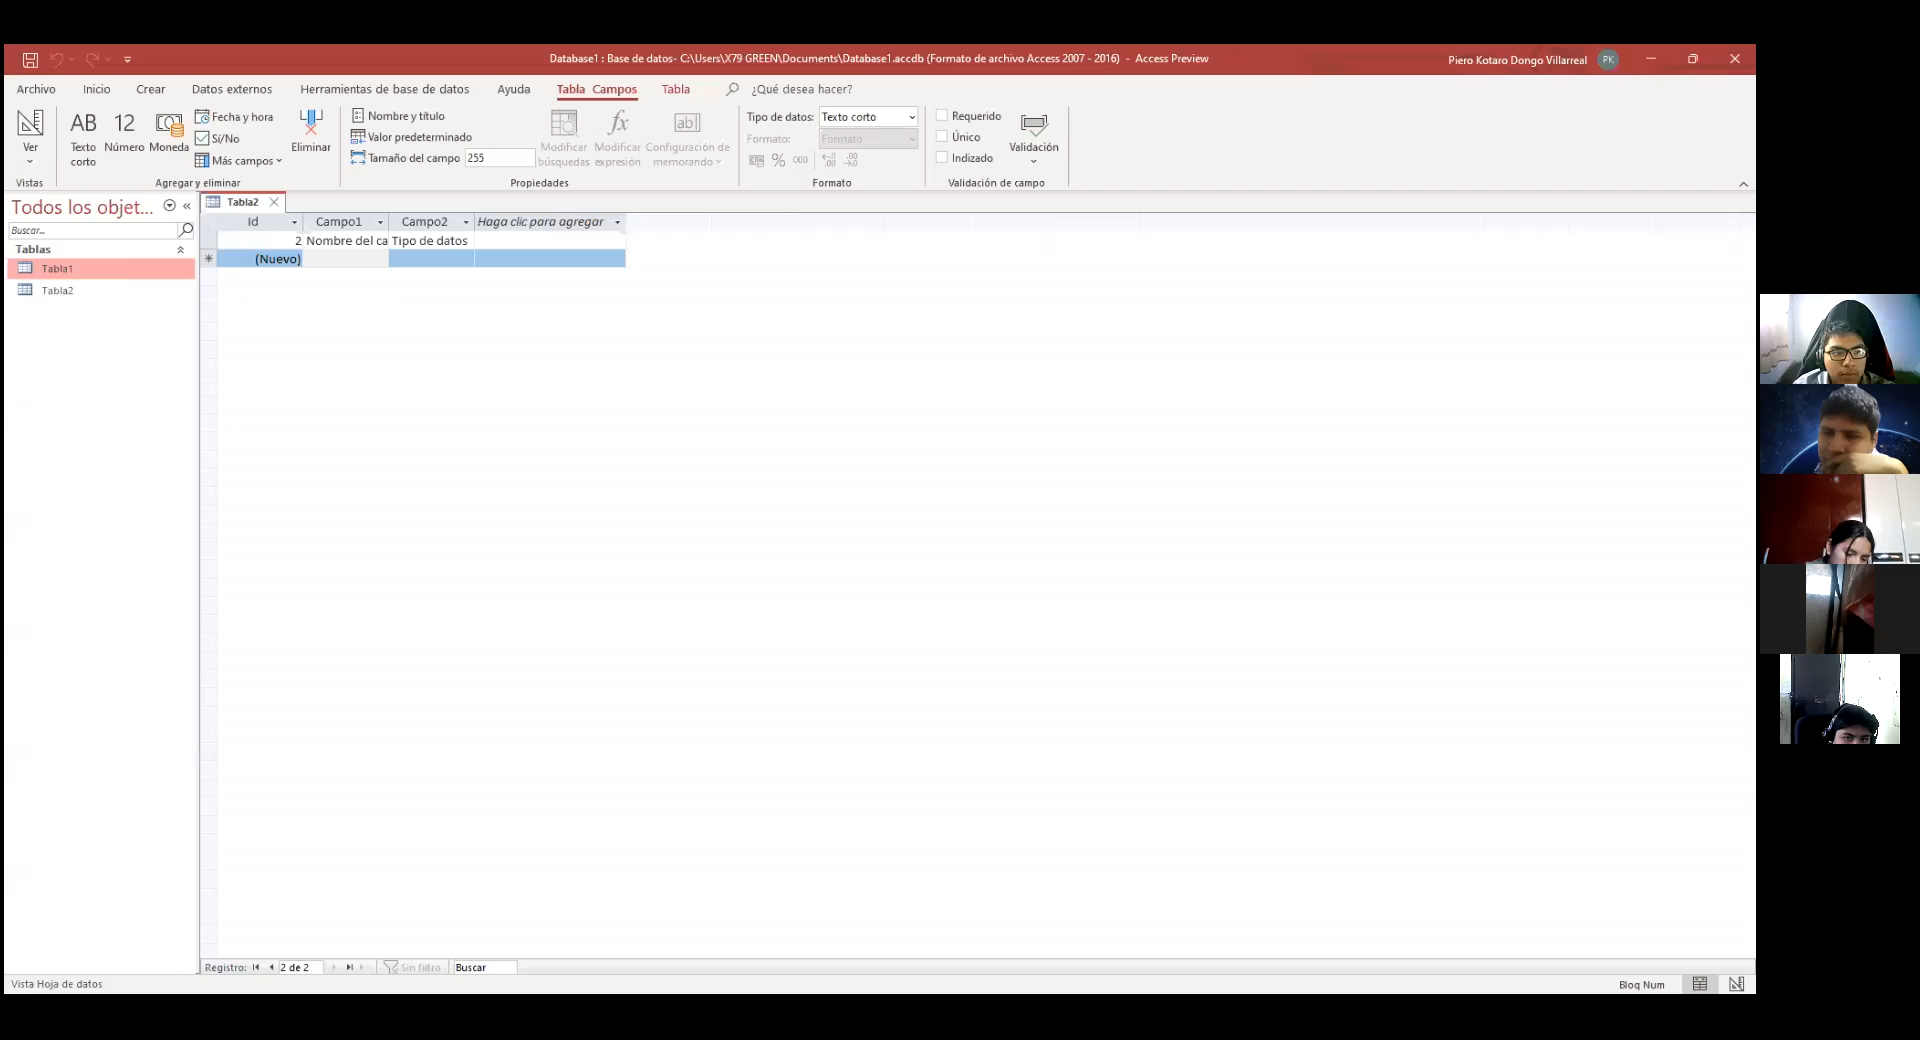 Database1 : Base de datos- C:\Users\X79 GREEN\Documents\Database1.accdb (Formato de archivo Access 2007 - 2016)  -  Access Preview
Piero Kotaro Dongo Villarreal
PK
Archivo Inicio Crear Datos externos Herramientas de base de datos Ayuda Tabla Campos Tabla ¿Qué desea hacer?
Ver
Vistas
AB
Texto
corto
12
Número
Moneda
Fecha y hora
Sí/No
Más campos
Eliminar
Agregar y eliminar
Nombre y título
Valor predeterminado
Tamaño del campo 255
Modificar
búsquedas
fx
Modificar
expresión
ab
Configuración de
memorando
Propiedades
Tipo de datos: Texto corto
Formato: Formato
% 000
Formato
Requerido
Único
Indizado
Validación
Validación de campo
Todos los objet... «
Buscar...
Tablas
Tabla1
Tabla2
Tabla2
Id Campo1 Campo2 Haga clic para agregar
2 Nombre del ca Tipo de datos
(Nuevo)
Registro: 2 de 2 Sin filtro Buscar
Vista Hoja de datos
Bloq Num